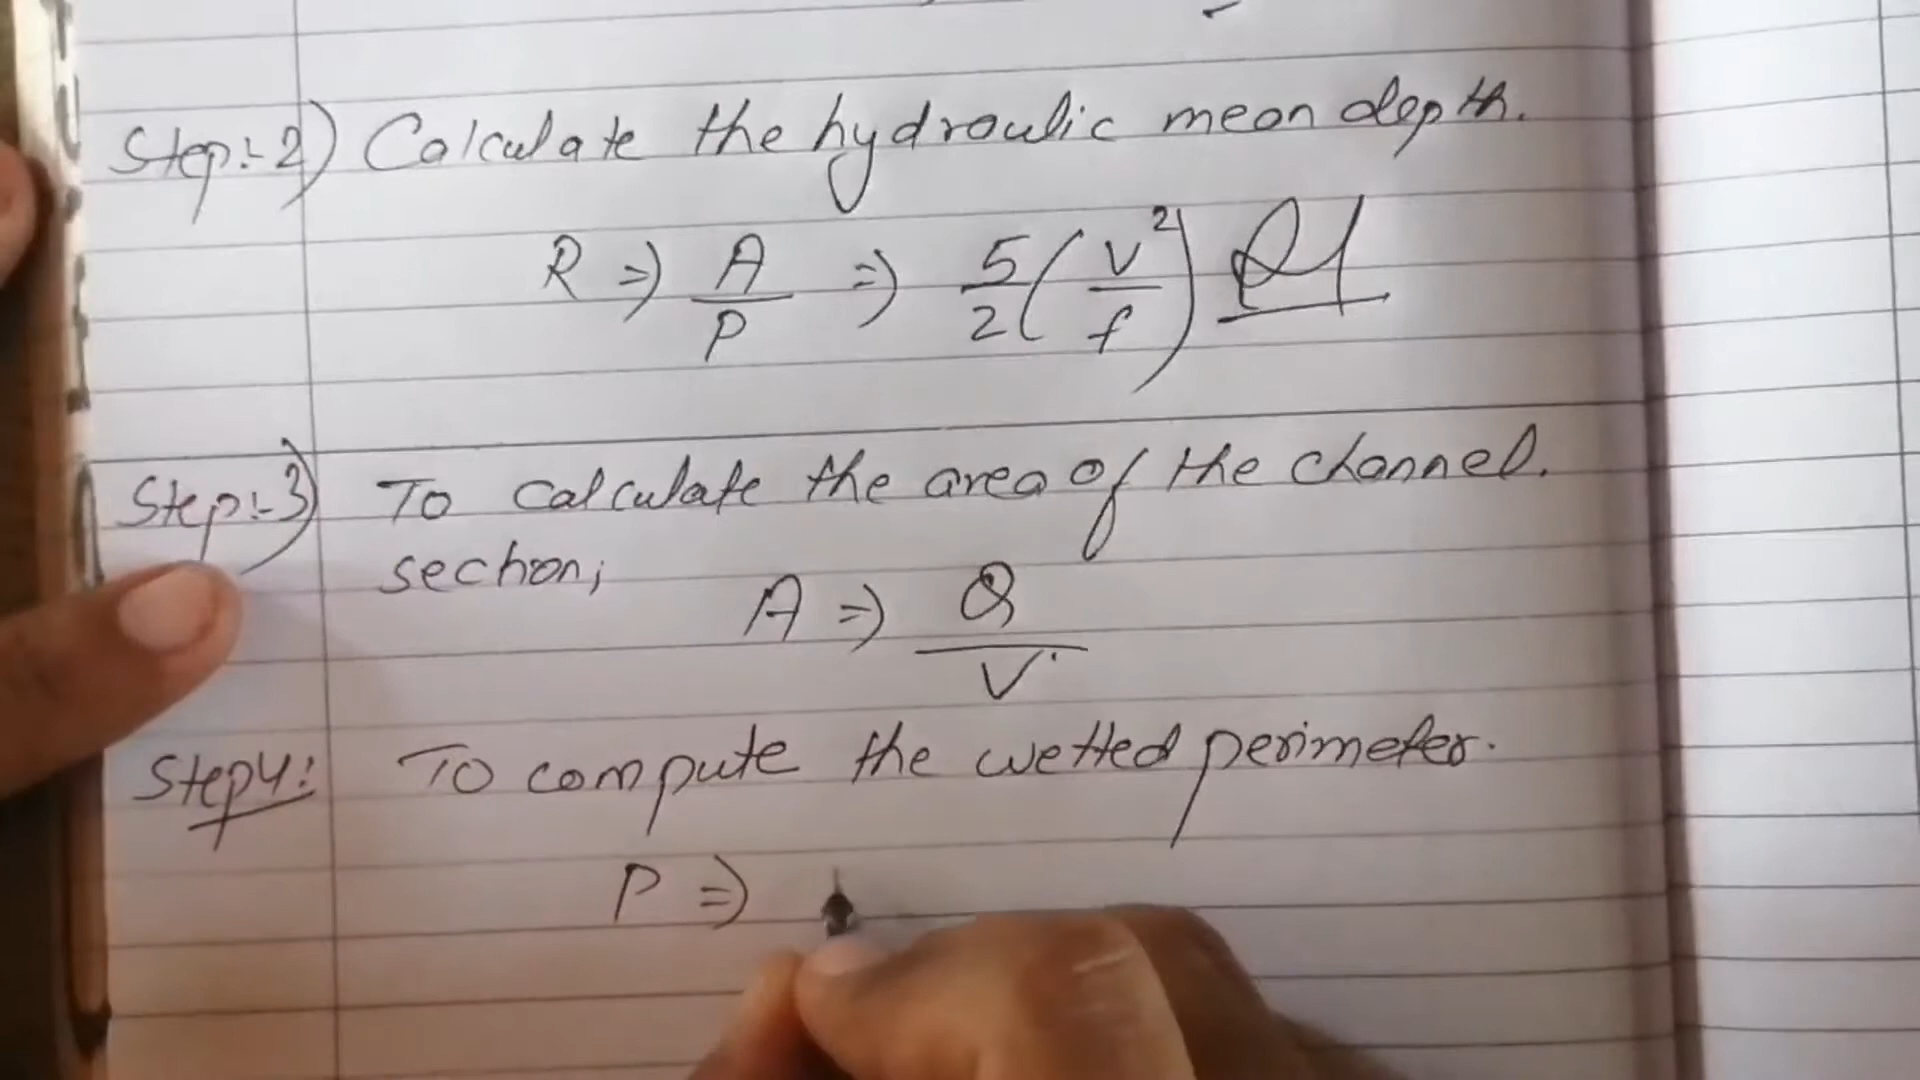 Step:-2) Calculate the hydraulic mean depth.
R => A/P => 5/2 (V²/f)
Step:-3) To calculate the area of the channel.
section;
A => Q/V.
Step4: To compute the wetted perimeter.
P =>